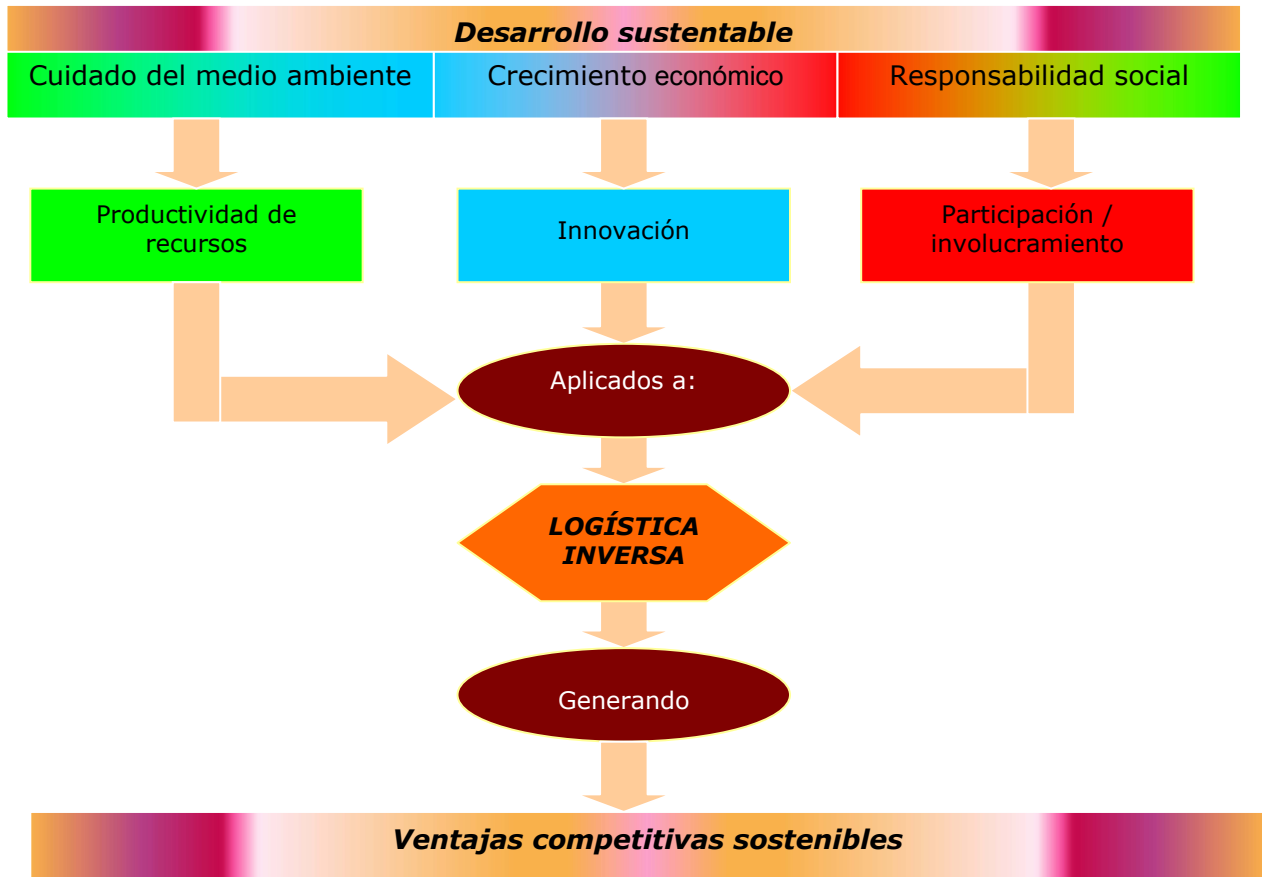 Desarrollo sustentable
Cuidado del medio ambiente
Crecimiento económico
Responsabilidad social
Productividad de
recursos
Innovación
Participación /
involucramiento
Aplicados a:
LOGÍSTICA
INVERSA
Generando
Ventajas competitivas sostenibles